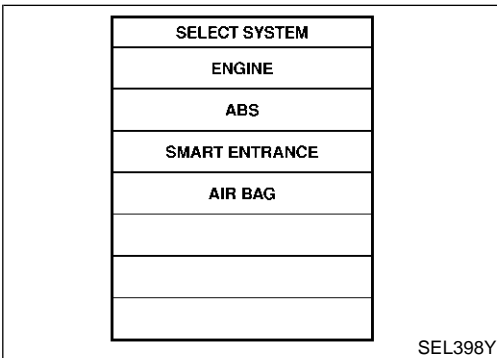 SELECT SYSTEM
ENGINE
ABS
SMART ENTRANCE
AIR BAG
SEL398Y